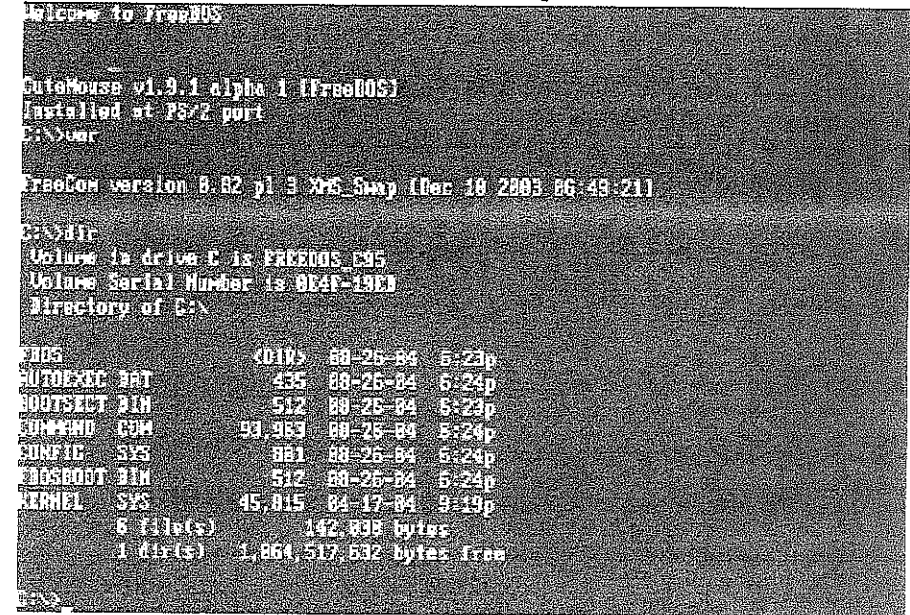 Welcome to FreeDOS
CuteMouse v1.9.1 alpha 1 [FreeDOS]
Installed at PS/2 port
C:\>ver
FreeCom version 0.82 pl 3 XMS_Swap [Dec 10 2003 06:49:21]
C:\>dir
Volume in drive C is FREEDOS_C95
Volume Serial Number is 0E4F-19EB
Directory of C:\
FDOS <DIR> 08-26-04 6:23p
AUTOEXEC BAT 435 08-26-04 6:24p
BOOTSECT BIN 512 08-26-04 6:23p
COMMAND COM 93,963 08-26-04 6:24p
CONFIG SYS 801 08-26-04 6:24p
FDOSBOOT BIN 512 08-26-04 6:24p
KERNEL SYS 45,815 04-17-04 9:19p
6 file(s) 142,038 bytes
1 dir(s) 1,064,517,632 bytes free
C:\>